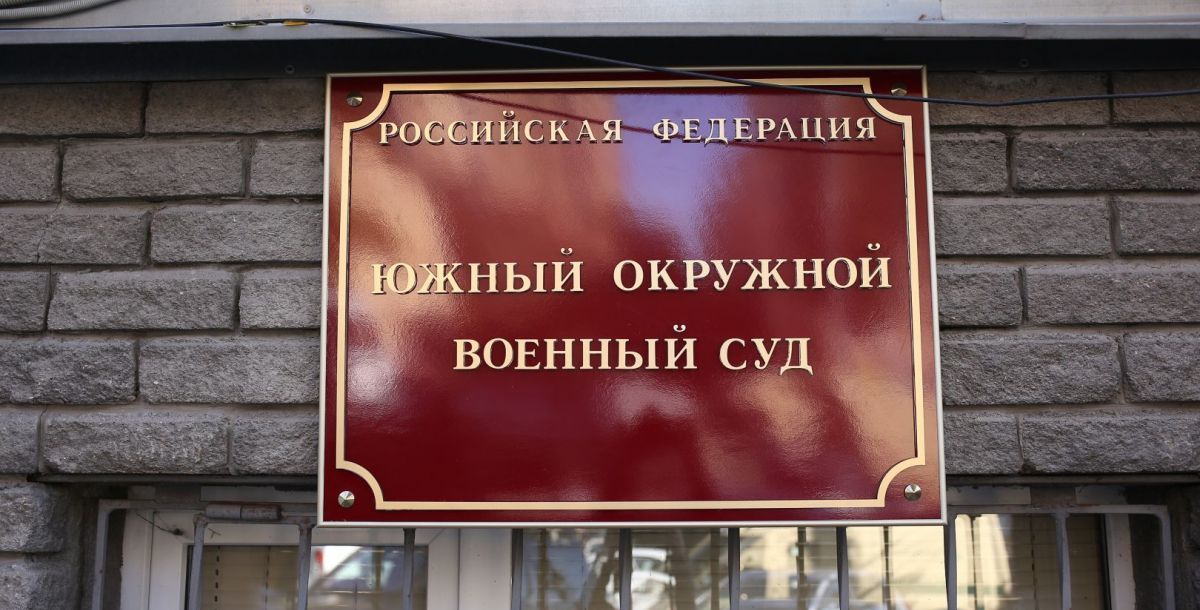 РОССИЙСКАЯ ФЕДЕРАЦИЯ
ЮЖНЫЙ ОКРУЖНОЙ
ВОЕННЫЙ СУД